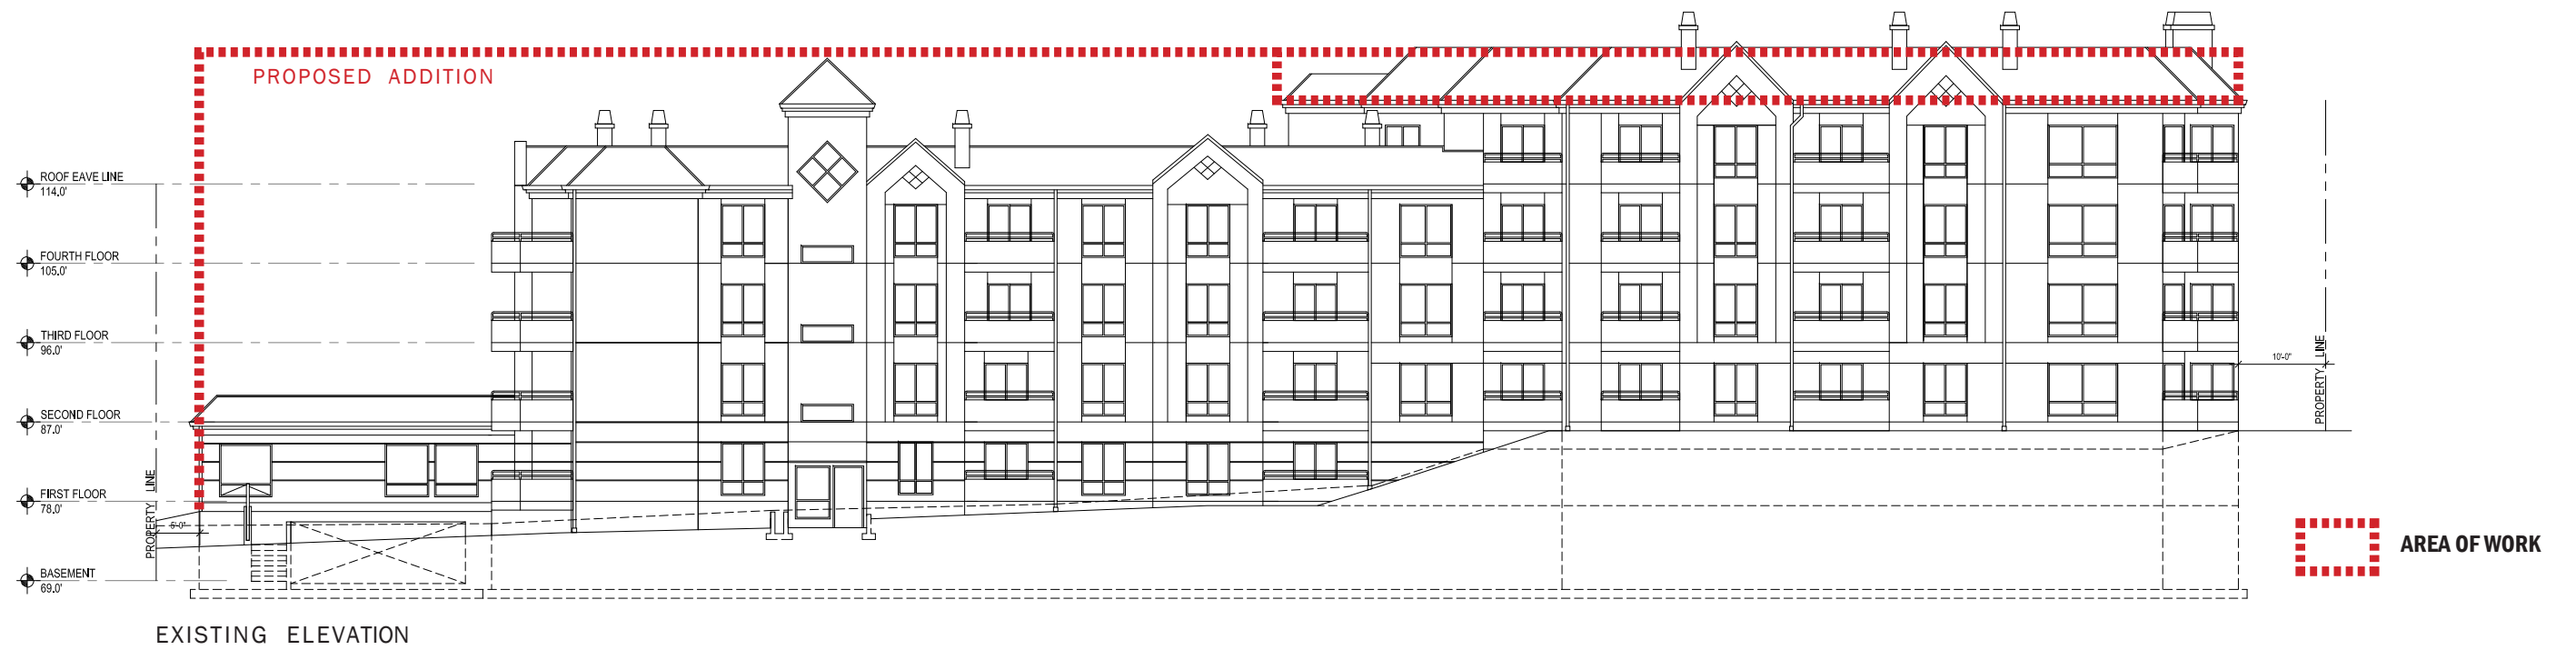 PROPOSED ADDITION
ROOF EAVE LINE
114.0'
FOURTH FLOOR
105.0'
THIRD FLOOR
96.0'
SECOND FLOOR
87.0'
FIRST FLOOR
78.0'
BASEMENT
69.0'
PROPERTY LINE
5'-0"
PROPERTY LINE
10'-0"
AREA OF WORK
EXISTING ELEVATION